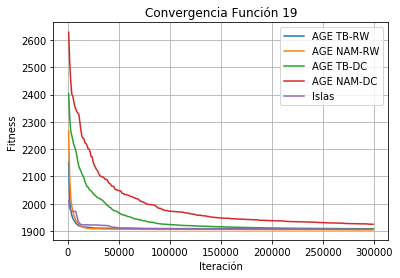 Convergencia Función 19
Fitness
2600
2500
2400
2300
2200
2100
2000
1900
AGE TB-RW
AGE NAM-RW
AGE TB-DC
AGE NAM-DC
Islas
0
50000
100000
150000
200000
250000
300000
Iteración